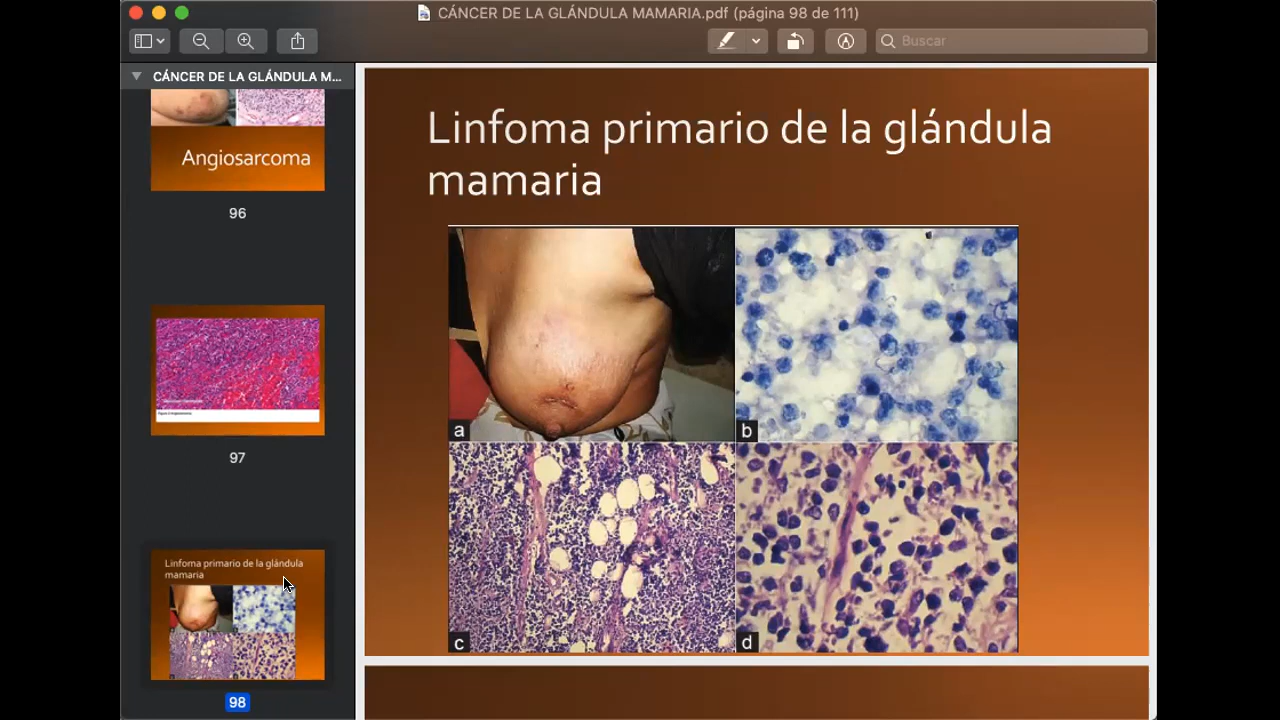 CÁNCER DE LA GLÁNDULA MAMARIA.pdf (página 98 de 111)
Buscar
CÁNCER DE LA GLÁNDULA M...
Angiosarcoma
96
97
Linfoma primario de la glándula
mamaria
98
Linfoma primario de la glándula
mamaria
a
b
c
d